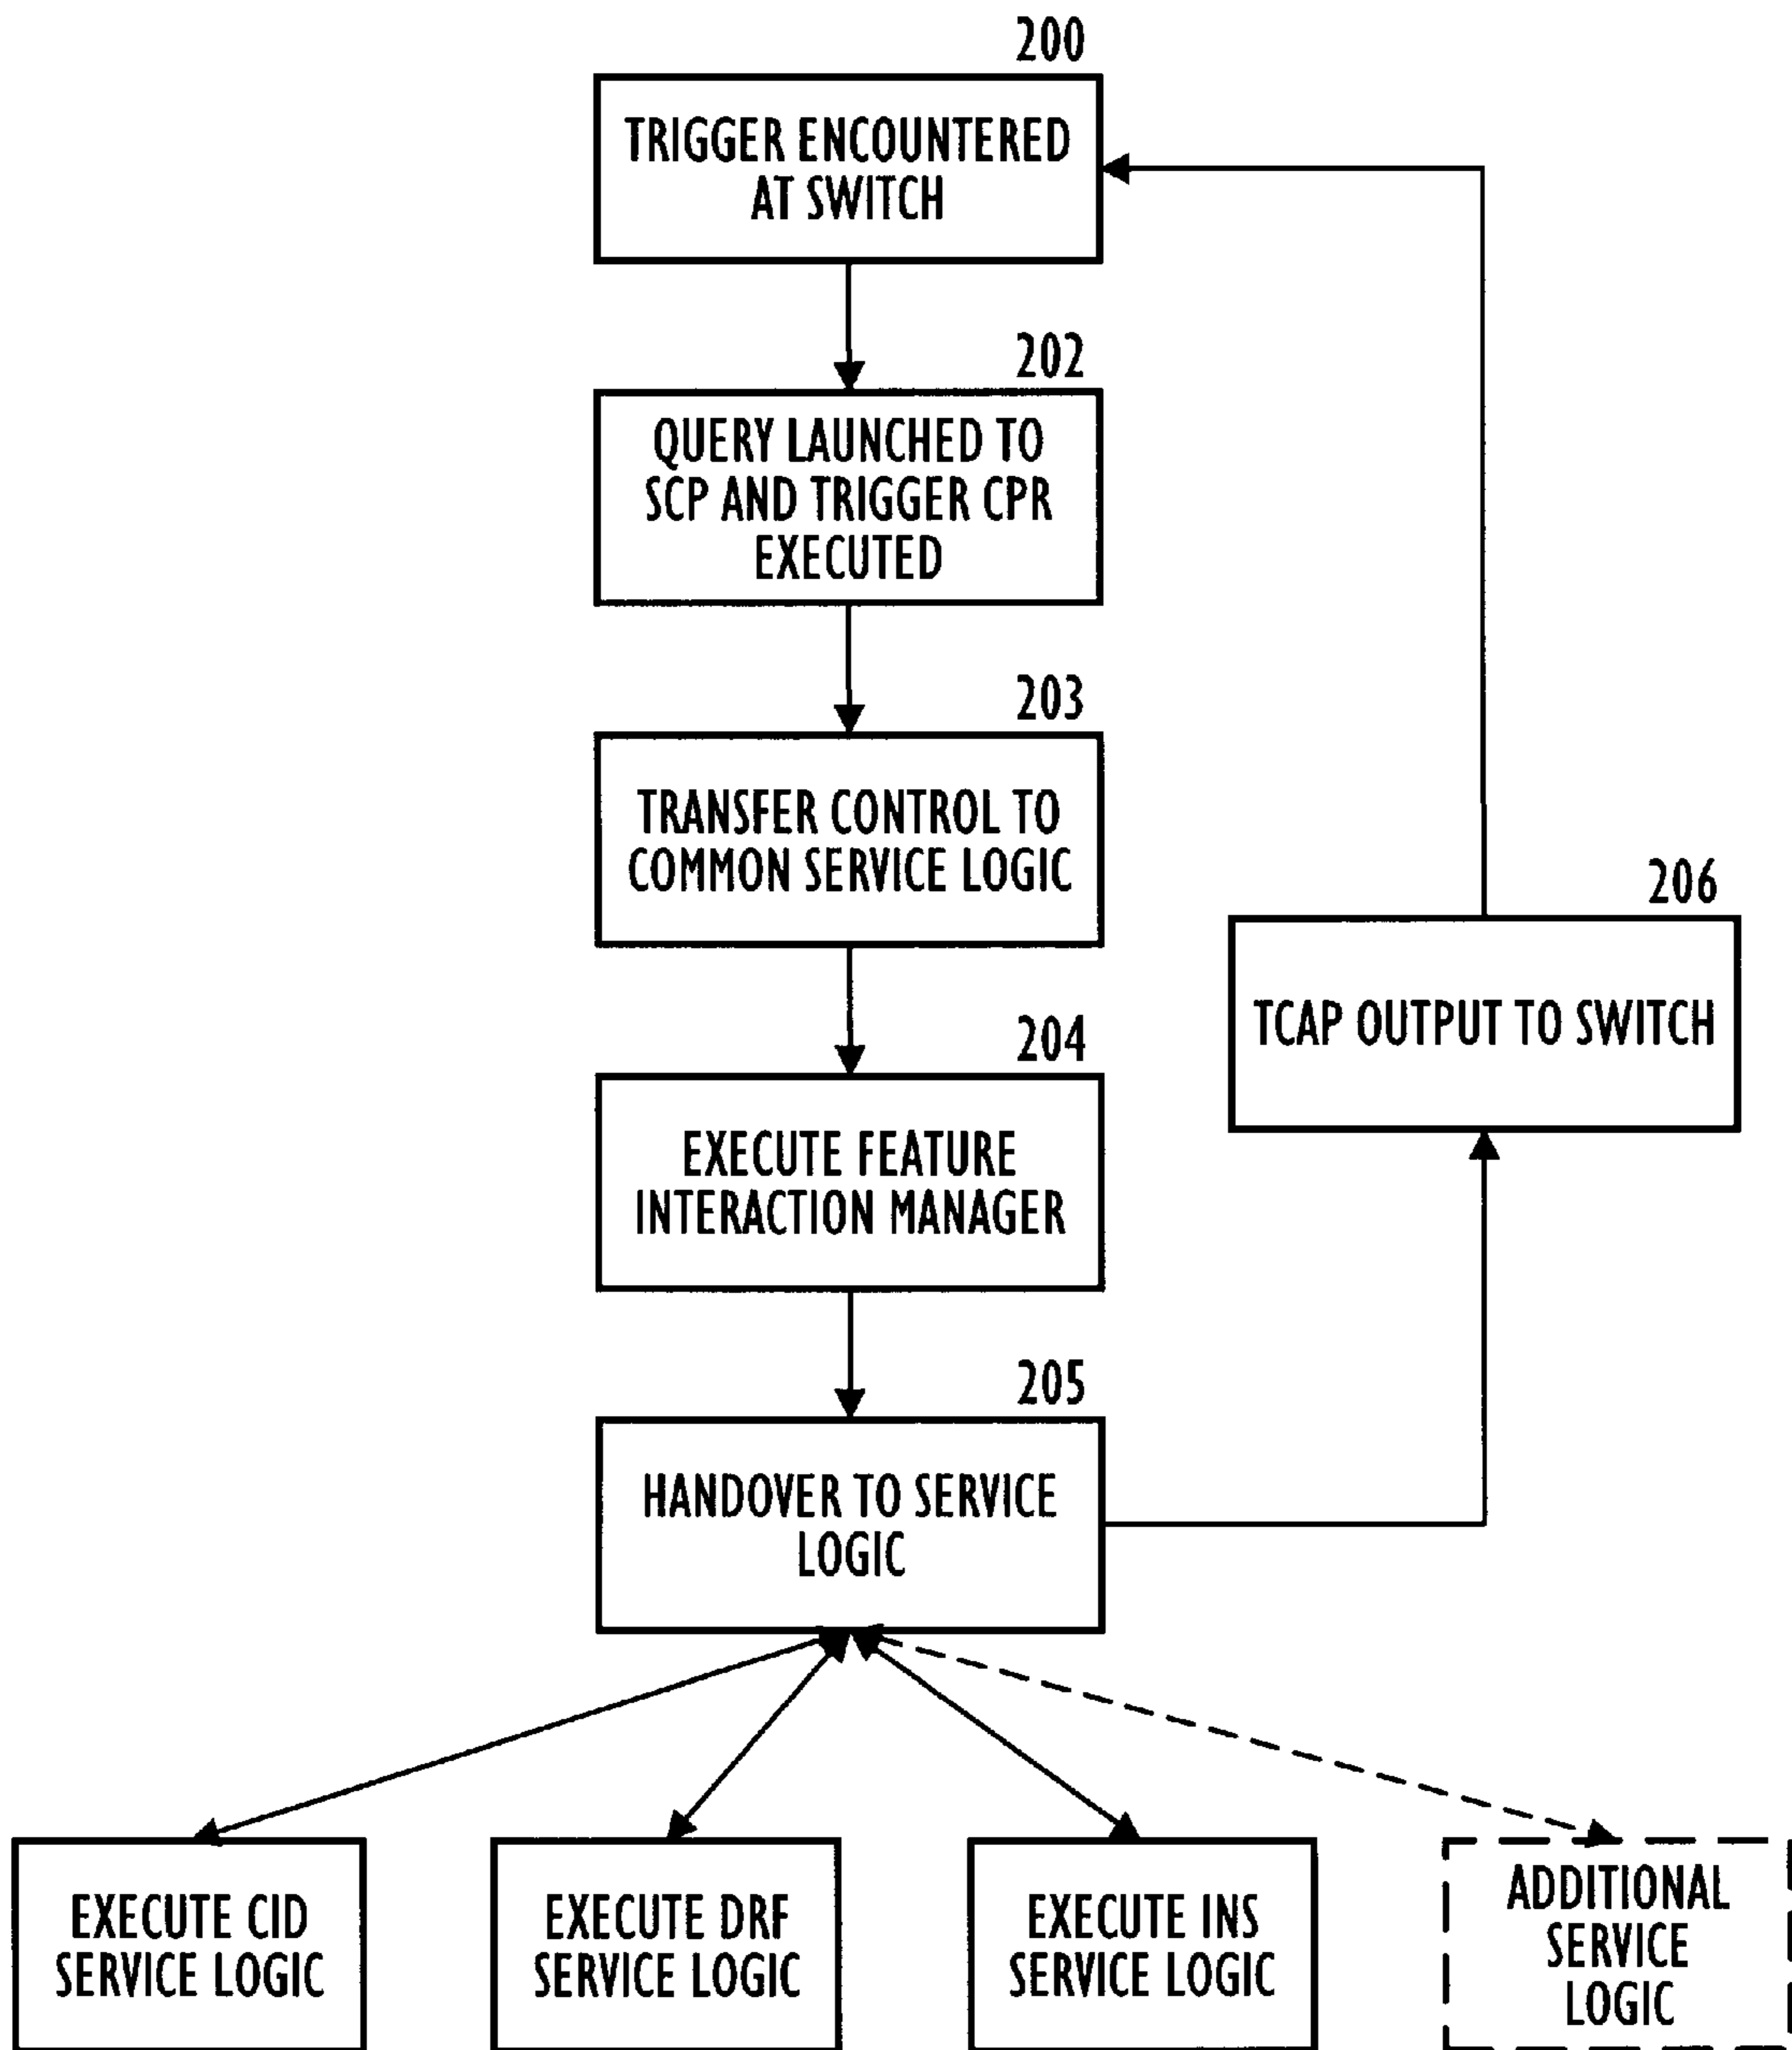 200
TRIGGER ENCOUNTERED
AT SWITCH
202
QUERY LAUNCHED TO
SCP AND TRIGGER CPR
EXECUTED
203
TRANSFER CONTROL TO
COMMON SERVICE LOGIC
204
EXECUTE FEATURE
INTERACTION MANAGER
206
TCAP OUTPUT TO SWITCH
205
HANDOVER TO SERVICE
LOGIC
EXECUTE CID
SERVICE LOGIC
EXECUTE DRF
SERVICE LOGIC
EXECUTE INS
SERVICE LOGIC
ADDITIONAL
SERVICE
LOGIC